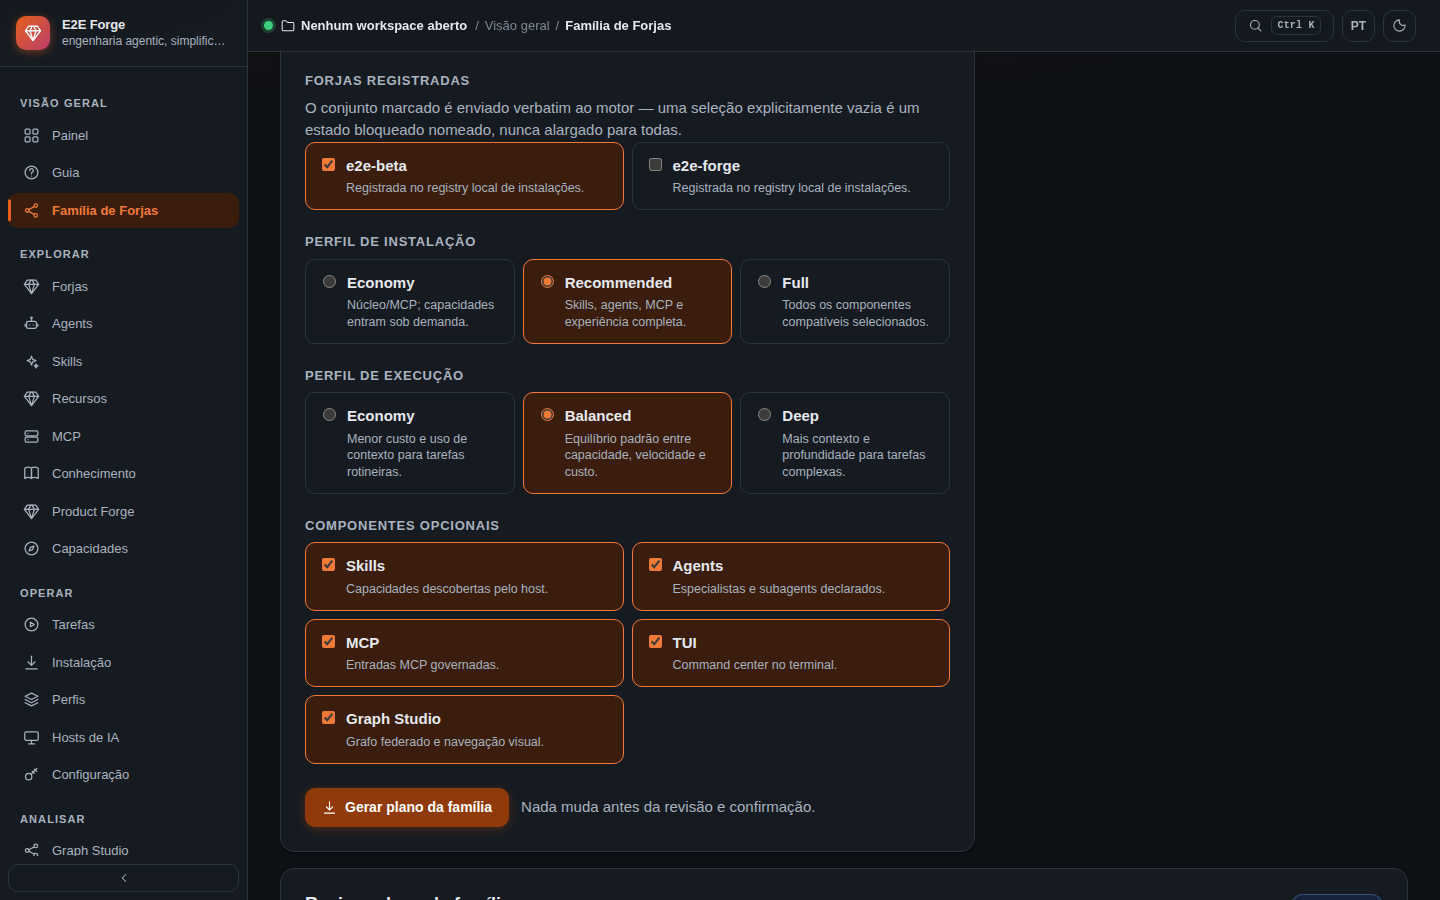 E2E Forge
engenharia agentic, simplific…
VISÃO GERAL
Painel
Guia
Família de Forjas
EXPLORAR
Forjas
Agents
Skills
Recursos
MCP
Conhecimento
Product Forge
Capacidades
OPERAR
Tarefas
Instalação
Perfis
Hosts de IA
Configuração
ANALISAR
Graph Studio
Nenhum workspace aberto / Visão geral / Família de Forjas
Ctrl K
PT
FORJAS REGISTRADAS
O conjunto marcado é enviado verbatim ao motor — uma seleção explicitamente vazia é um
estado bloqueado nomeado, nunca alargado para todas.
e2e-beta
Registrada no registry local de instalações.
e2e-forge
Registrada no registry local de instalações.
PERFIL DE INSTALAÇÃO
Economy
Núcleo/MCP; capacidades
entram sob demanda.
Recommended
Skills, agents, MCP e
experiência completa.
Full
Todos os componentes
compatíveis selecionados.
PERFIL DE EXECUÇÃO
Economy
Menor custo e uso de
contexto para tarefas
rotineiras.
Balanced
Equilíbrio padrão entre
capacidade, velocidade e
custo.
Deep
Mais contexto e
profundidade para tarefas
complexas.
COMPONENTES OPCIONAIS
Skills
Capacidades descobertas pelo host.
Agents
Especialistas e subagents declarados.
MCP
Entradas MCP governadas.
TUI
Command center no terminal.
Graph Studio
Grafo federado e navegação visual.
Gerar plano da família
Nada muda antes da revisão e confirmação.